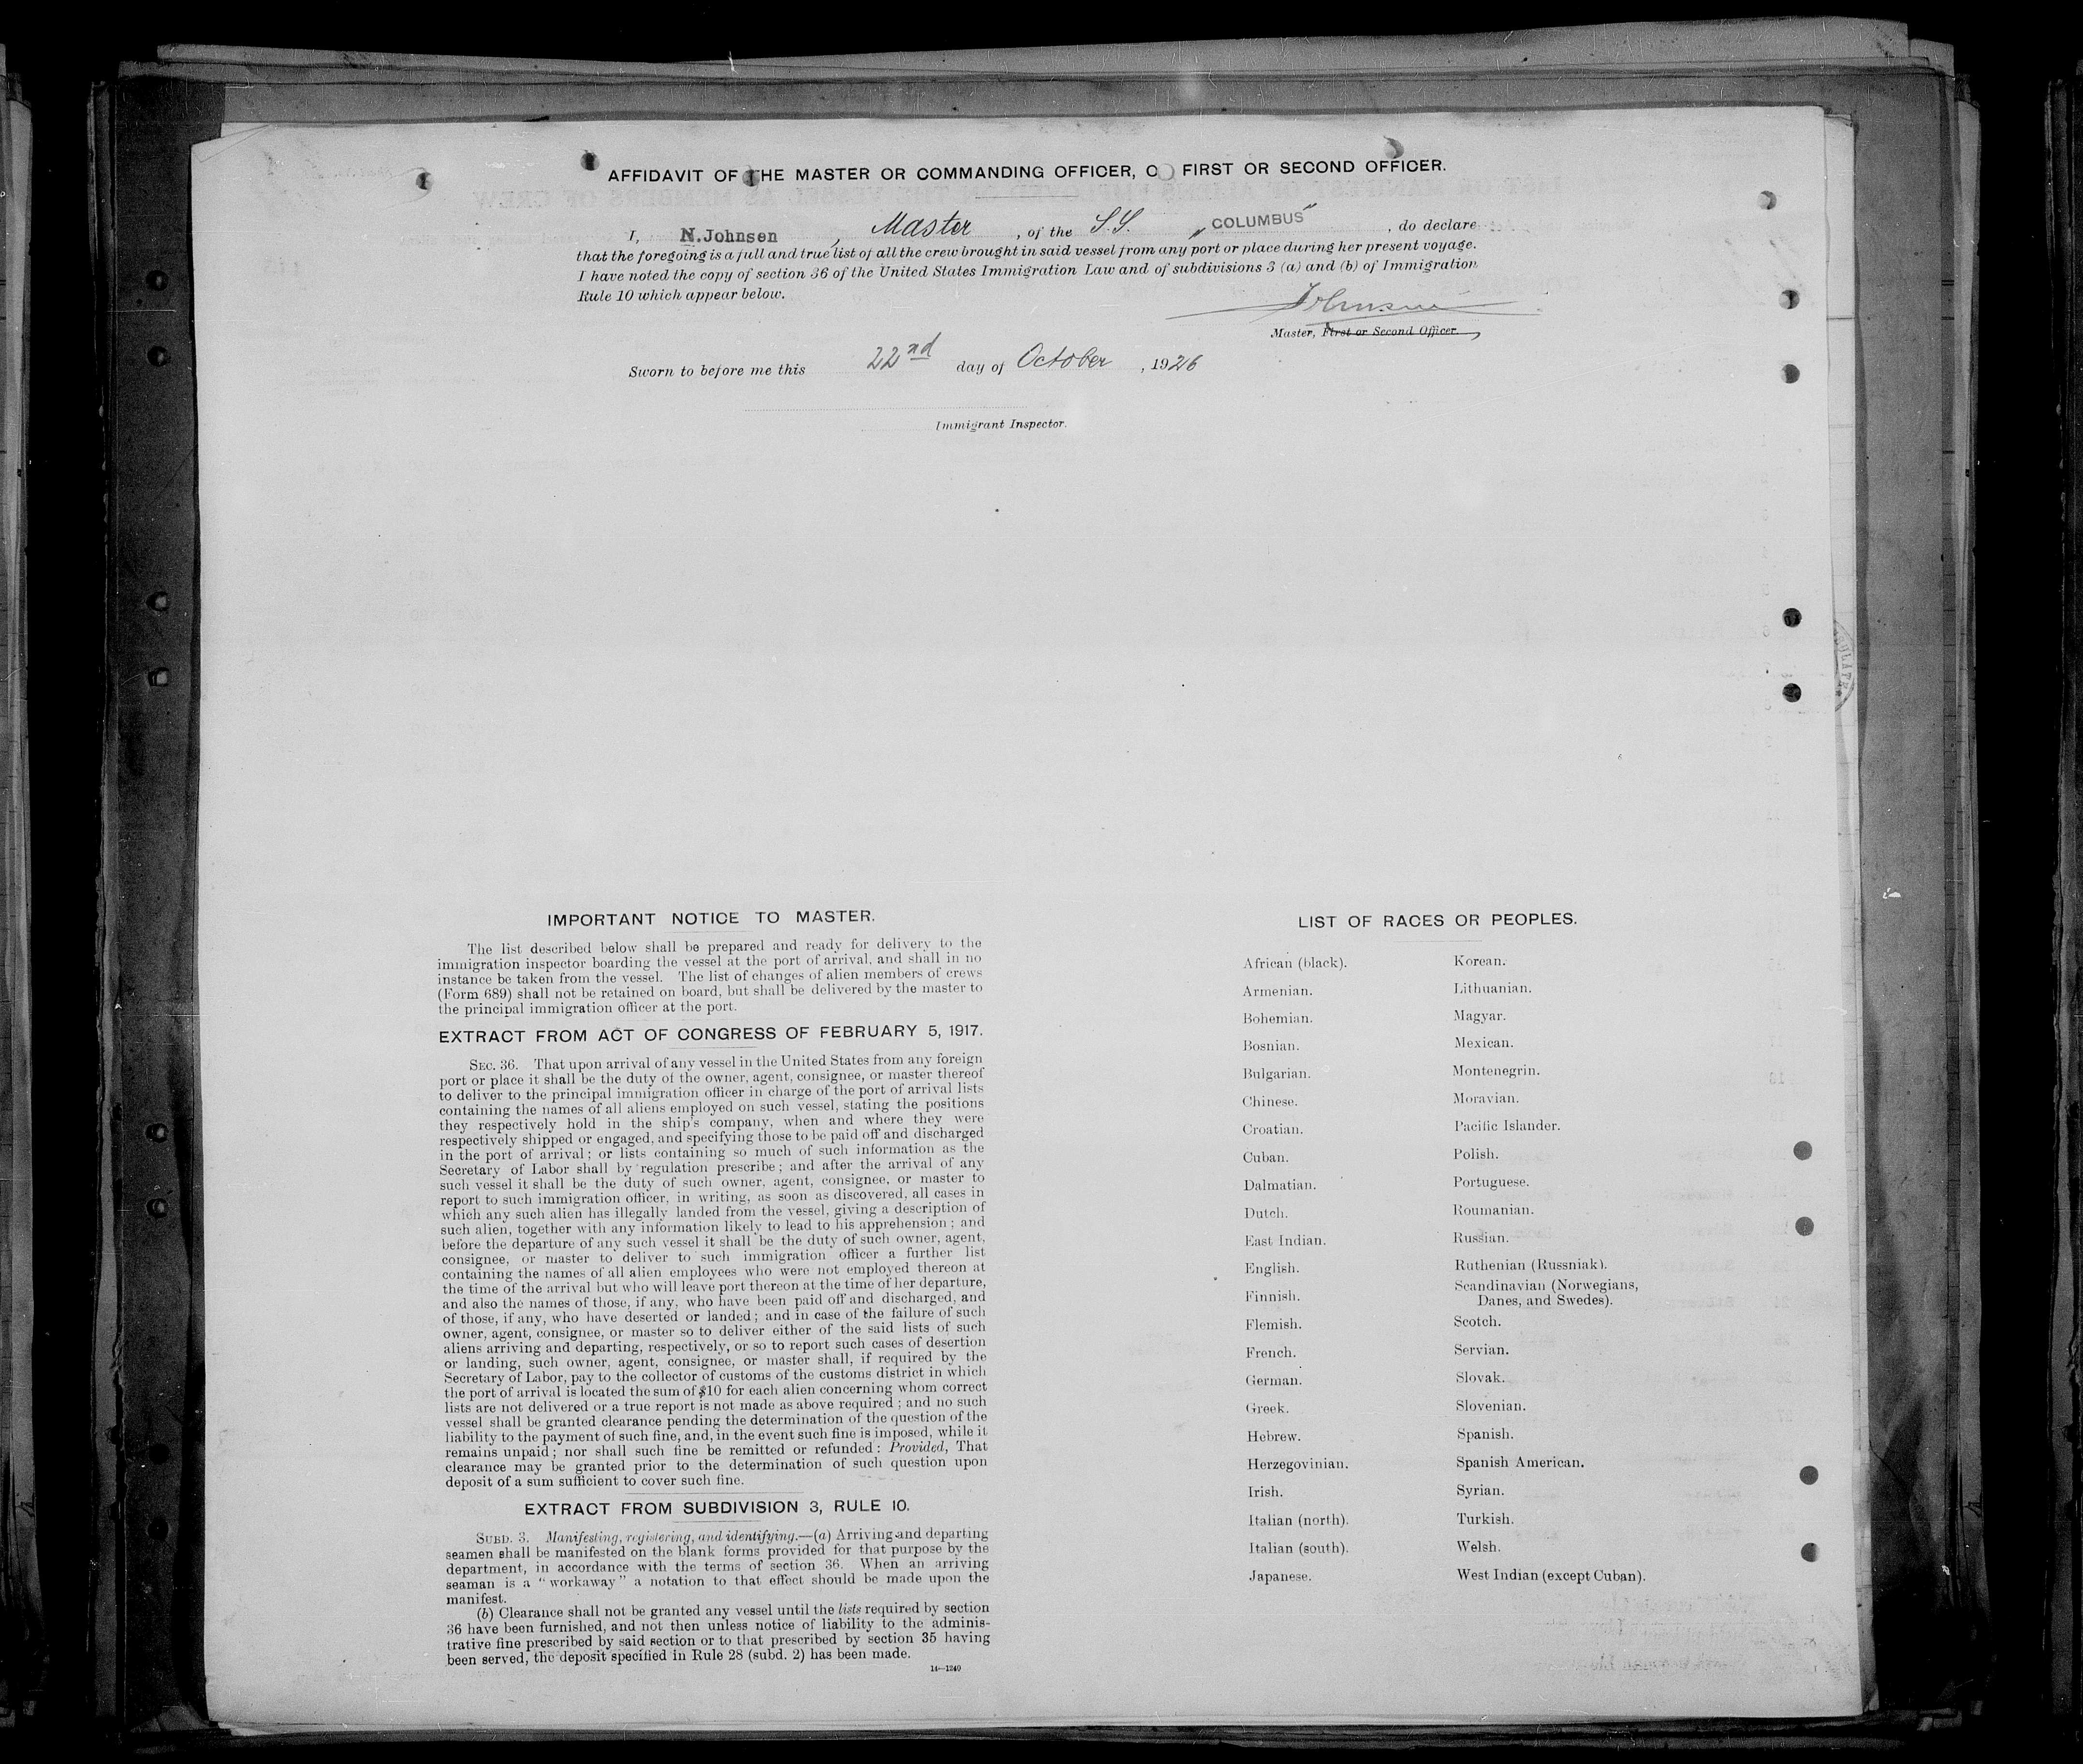 AFFIDAVIT OF THE MASTER OR COMMANDING OFFICER, O FIRST OR SECOND OFFICER.
I, N. Johnsen, Master, of the S.S. „COLUMBUS“, do declare
that the foregoing is a full and true list of all the crew brought in said vessel from any port or place during her present voyage.
I have noted the copy of section 36 of the United States Immigration Law and of subdivisions 3 (a) and (b) of Immigration
Rule 10 which appear below.
Johnsen
Master, First or Second Officer.
Sworn to before me this 22nd day of October, 1926
Immigrant Inspector.
IMPORTANT NOTICE TO MASTER.
The list described below shall be prepared and ready for delivery to the
immigration inspector boarding the vessel at the port of arrival, and shall in no
instance be taken from the vessel. The list of changes of alien members of crews
(Form 689) shall not be retained on board, but shall be delivered by the master to
the principal immigration officer at the port.
EXTRACT FROM ACT OF CONGRESS OF FEBRUARY 5, 1917.
SEC. 36. That upon arrival of any vessel in the United States from any foreign
port or place it shall be the duty of the owner, agent, consignee, or master thereof
to deliver to the principal immigration officer in charge of the port of arrival lists
containing the names of all aliens employed on such vessel, stating the positions
they respectively hold in the ship's company, when and where they were
respectively shipped or engaged, and specifying those to be paid off and discharged
in the port of arrival; or lists containing so much of such information as the
Secretary of Labor shall by regulation prescribe; and after the arrival of any
such vessel it shall be the duty of such owner, agent, consignee, or master to
report to such immigration officer, in writing, as soon as discovered, all cases in
which any such alien has illegally landed from the vessel, giving a description of
such alien, together with any information likely to lead to his apprehension; and
before the departure of any such vessel it shall be the duty of such owner, agent,
consignee, or master to deliver to such immigration officer a further list
containing the names of all alien employees who were not employed thereon at
the time of the arrival but who will leave port thereon at the time of her departure,
and also the names of those, if any, who have been paid off and discharged, and
of those, if any, who have deserted or landed; and in case of the failure of such
owner, agent, consignee, or master so to deliver either of the said lists of such
aliens arriving and departing, respectively, or so to report such cases of desertion
or landing, such owner, agent, consignee, or master shall, if required by the
Secretary of Labor, pay to the collector of customs of the customs district in which
the port of arrival is located the sum of $10 for each alien concerning whom correct
lists are not delivered or a true report is not made as above required; and no such
vessel shall be granted clearance pending the determination of the question of the
liability to the payment of such fine, and, in the event such fine is imposed, while it
remains unpaid; nor shall such fine be remitted or refunded: Provided, That
clearance may be granted prior to the determination of such question upon
deposit of a sum sufficient to cover such fine.
EXTRACT FROM SUBDIVISION 3, RULE 10.
SUBD. 3. Manifesting, registering, and identifying.—(a) Arriving and departing
seamen shall be manifested on the blank forms provided for that purpose by the
department, in accordance with the terms of section 36. When an arriving
seaman is a "workaway" a notation to that effect should be made upon the
manifest.
(b) Clearance shall not be granted any vessel until the lists required by section
36 have been furnished, and not then unless notice of liability to the adminis-
trative fine prescribed by said section or to that prescribed by section 35 having
been served, the deposit specified in Rule 28 (subd. 2) has been made.
14—1240
LIST OF RACES OR PEOPLES.
African (black).
Armenian.
Bohemian.
Bosnian.
Bulgarian.
Chinese.
Croatian.
Cuban.
Dalmatian.
Dutch.
East Indian.
English.
Finnish.
Flemish.
French.
German.
Greek.
Hebrew.
Herzegovinian.
Irish.
Italian (north).
Italian (south).
Japanese.
Korean.
Lithuanian.
Magyar.
Mexican.
Montenegrin.
Moravian.
Pacific Islander.
Polish.
Portuguese.
Roumanian.
Russian.
Ruthenian (Russniak).
Scandinavian (Norwegians,
Danes, and Swedes).
Scotch.
Servian.
Slovak.
Slovenian.
Spanish.
Spanish American.
Syrian.
Turkish.
Welsh.
West Indian (except Cuban).